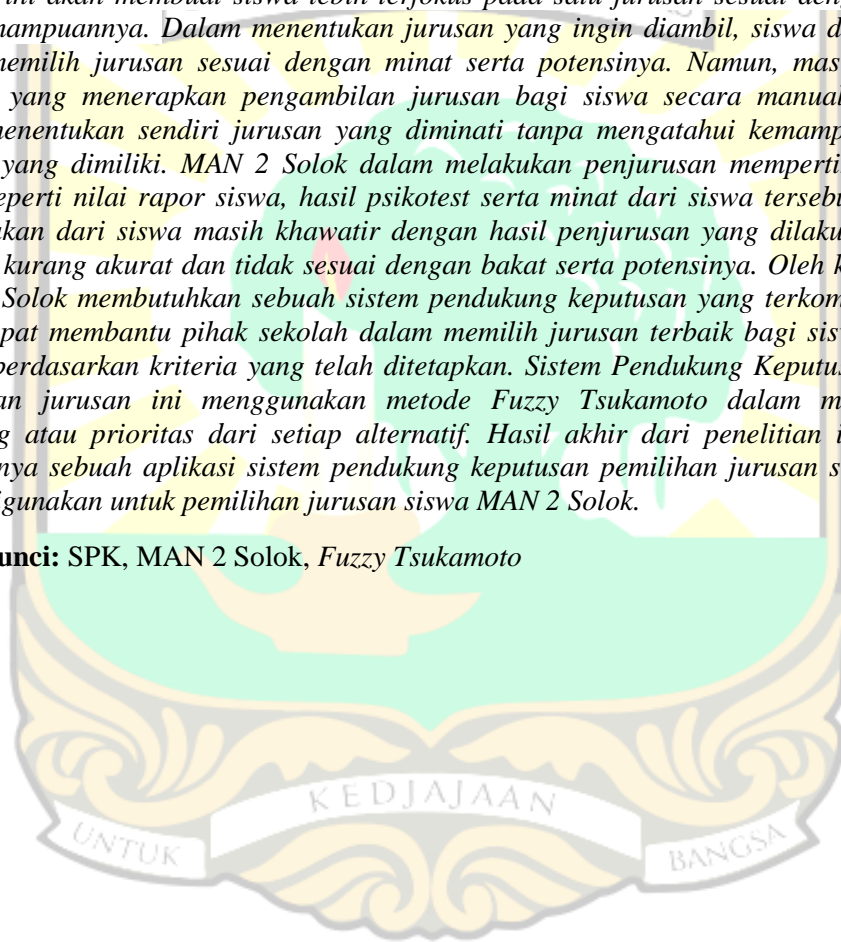 ini akan membuat siswa lebih terfokus pada satu jurusan sesuai deng
mampuannya. Dalam menentukan jurusan yang ingin diambil, siswa d
memilih jurusan sesuai dengan minat serta potensinya. Namun, mas
yang menerapkan pengambilan jurusan bagi siswa secara manual
menentukan sendiri jurusan yang diminati tanpa mengatahui kemamp
yang dimiliki. MAN 2 Solok dalam melakukan penjurusan memperti
eperti nilai rapor siswa, hasil psikotest serta minat dari siswa tersebu
akan dari siswa masih khawatir dengan hasil penjurusan yang dilaku
kurang akurat dan tidak sesuai dengan bakat serta potensinya. Oleh k
Solok membutuhkan sebuah sistem pendukung keputusan yang terkom
pat membantu pihak sekolah dalam memilih jurusan terbaik bagi sisw
berdasarkan kriteria yang telah ditetapkan. Sistem Pendukung Keputus
an jurusan ini menggunakan metode Fuzzy Tsukamoto dalam m
g atau prioritas dari setiap alternatif. Hasil akhir dari penelitian i
nya sebuah aplikasi sistem pendukung keputusan pemilihan jurusan s
igunakan untuk pemilihan jurusan siswa MAN 2 Solok.
unci: SPK, MAN 2 Solok, Fuzzy Tsukamoto
UNTUK KEDJAJAAN BANGSA